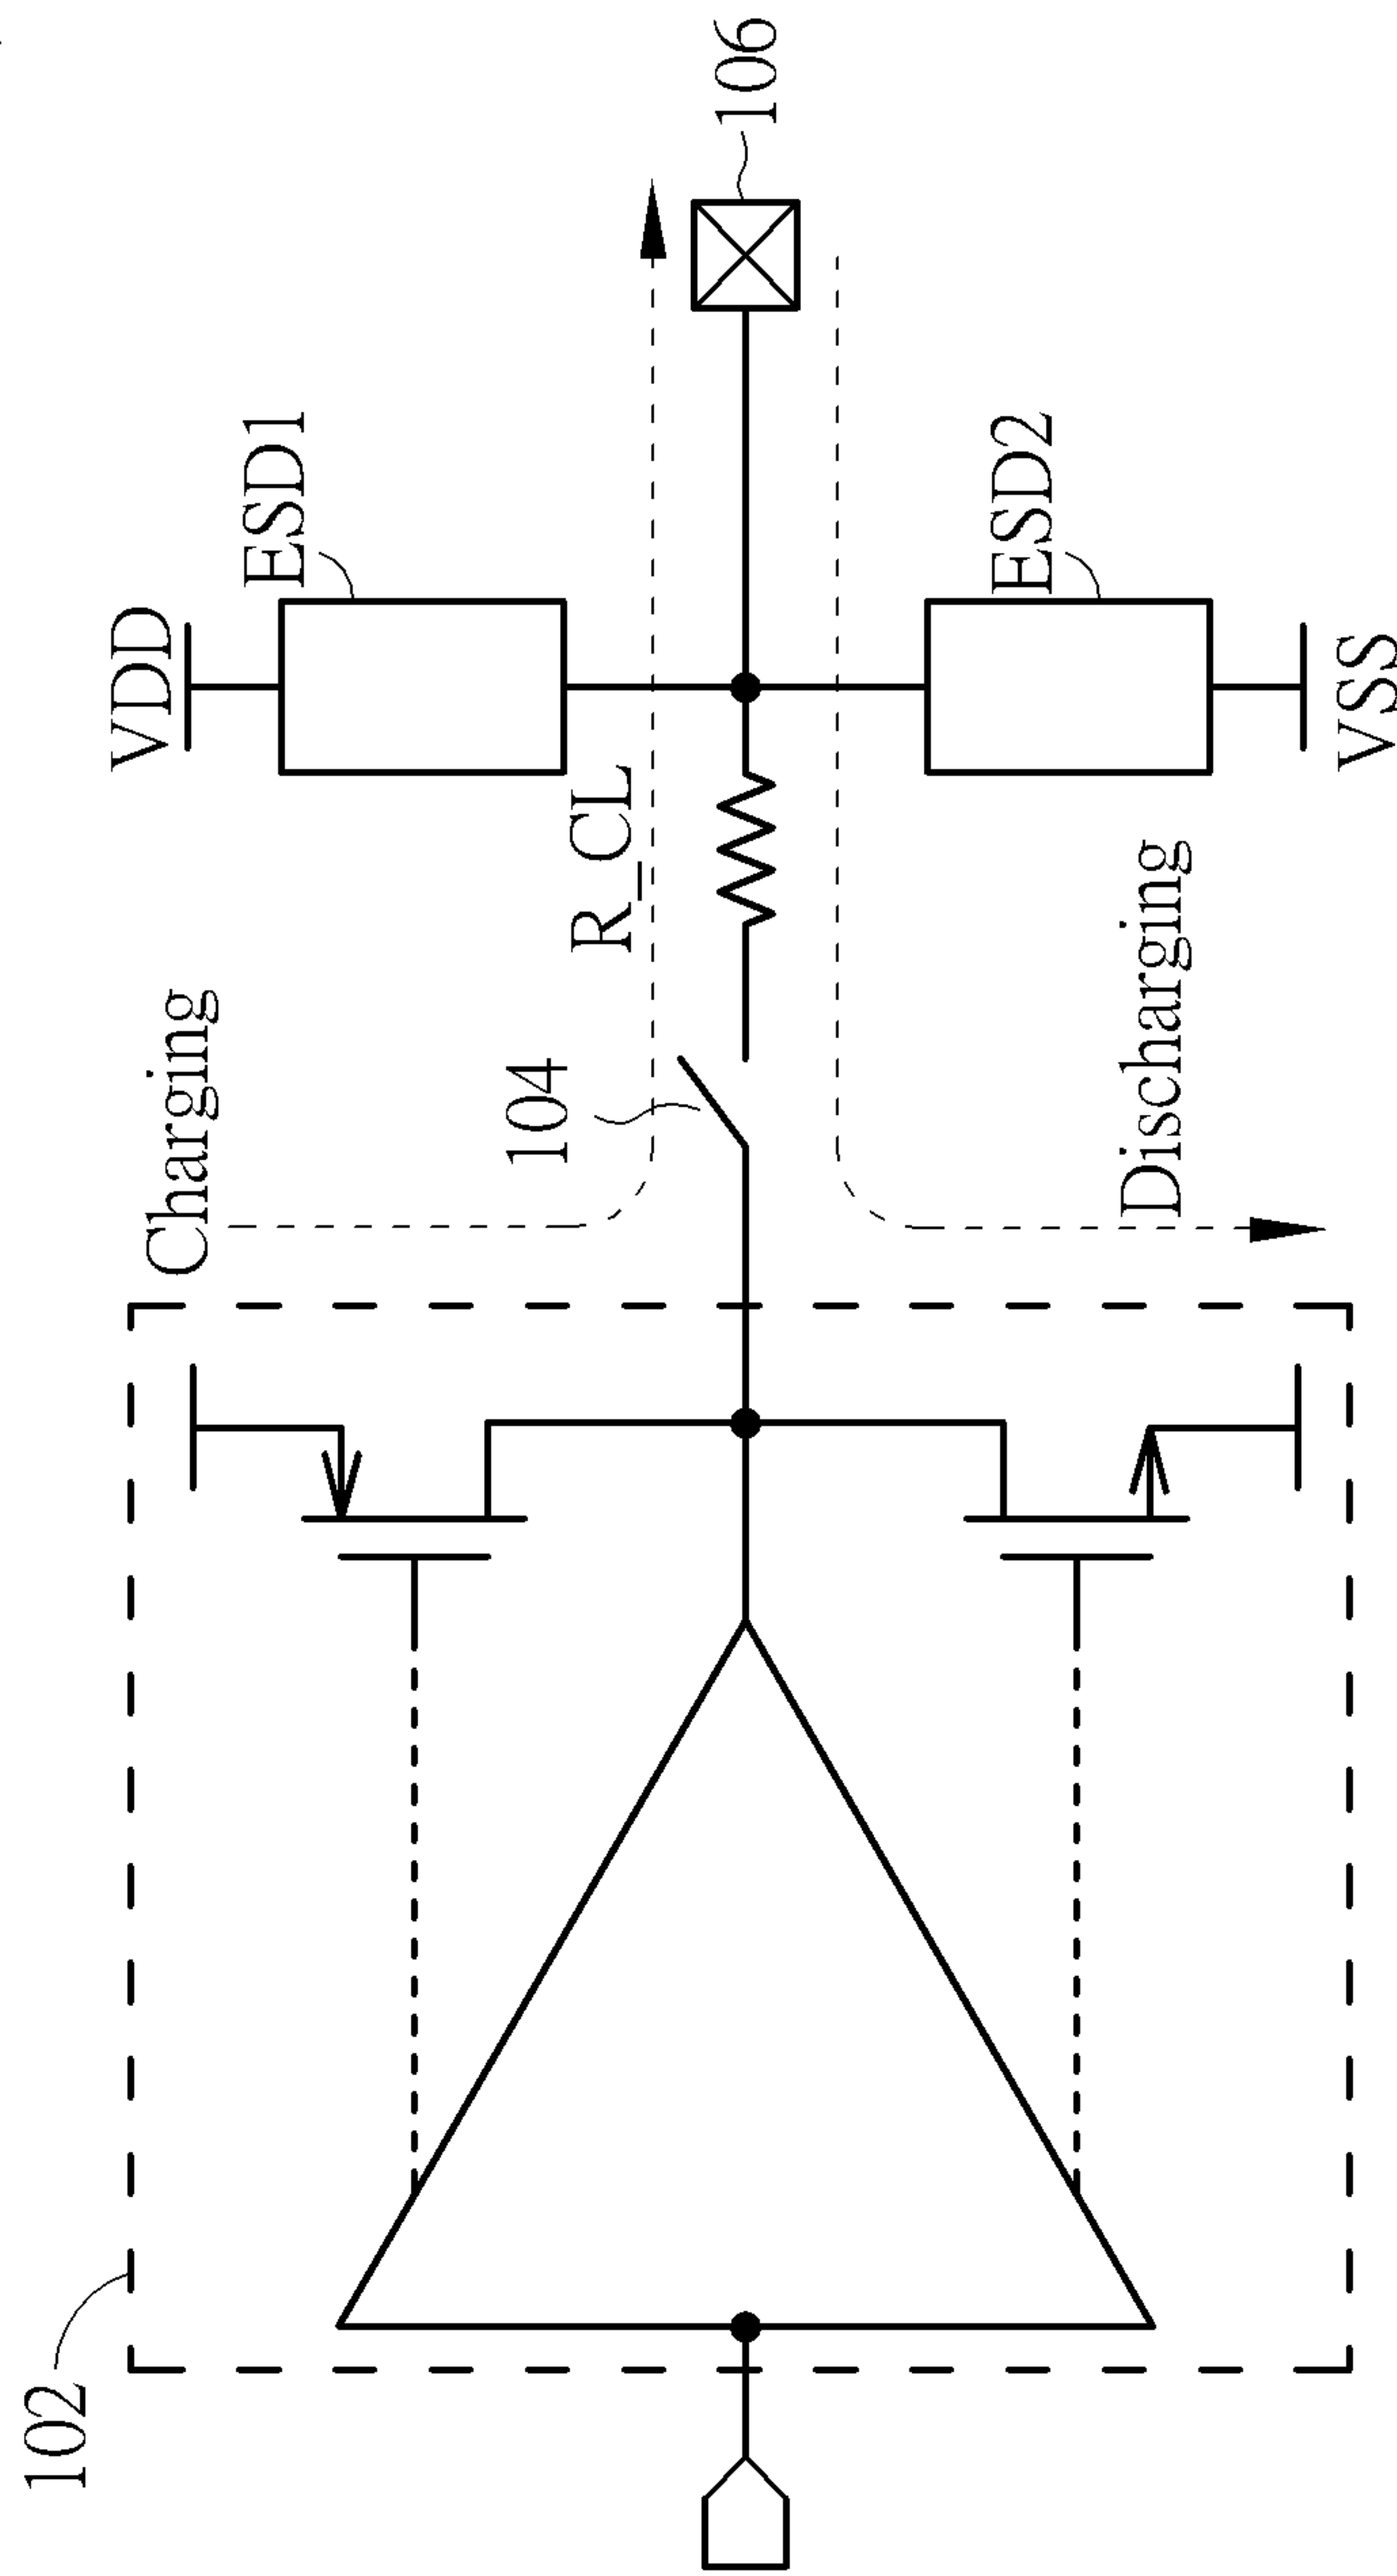 102
Charging
104
R_CL
VDD
ESD1
106
Discharging
ESD2
VSS